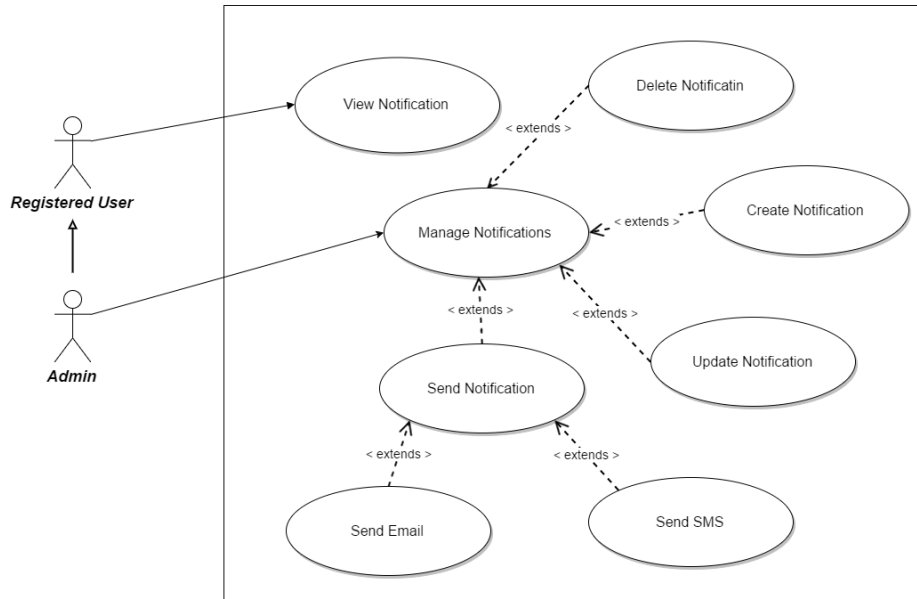 Delete Notificatin
View Notification
< extends >
Registered User
Create Notification
< extends >
Manage Notifications
< extends >
< extends >
Admin
Update Notification
Send Notification
< extends >
< extends >
Send Email
Send SMS